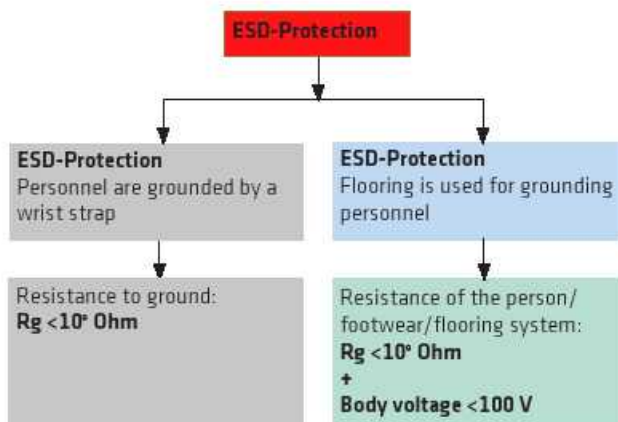 ESD-Protection
ESD-Protection
Personnel are grounded by a
wrist strap
ESD-Protection
Flooring is used for grounding
personnel
Resistance to ground:
Rg <10⁹ Ohm
Resistance of the person/
footwear/flooring system:
Rg <10⁹ Ohm
+
Body voltage <100 V